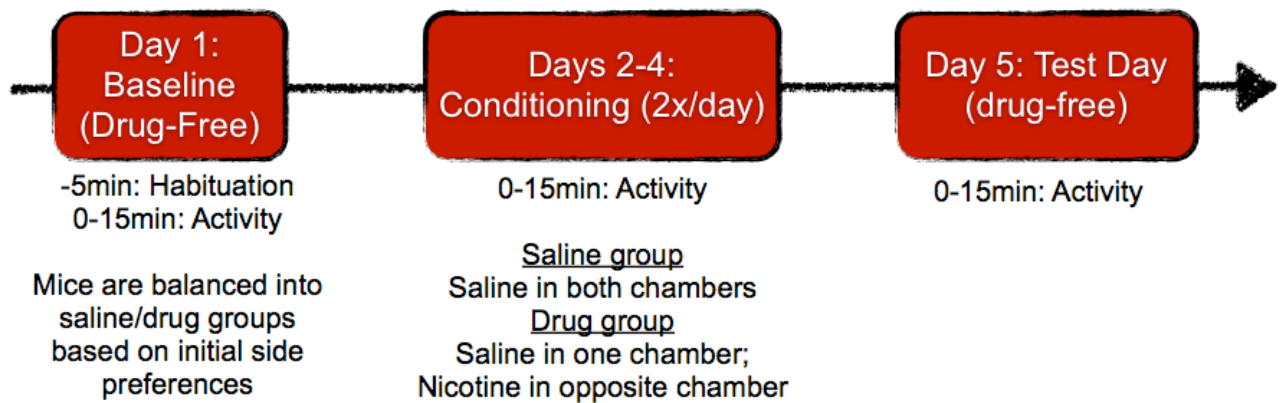 Day 1:
Baseline
(Drug-Free)
-5min: Habituation
0-15min: Activity
Mice are balanced into
saline/drug groups
based on initial side
preferences
Days 2-4:
Conditioning (2x/day)
0-15min: Activity
Saline group
Saline in both chambers
Drug group
Saline in one chamber;
Nicotine in opposite chamber
Day 5: Test Day
(drug-free)
0-15min: Activity